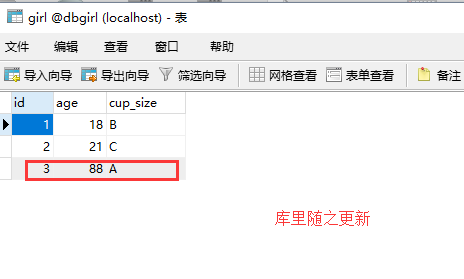 girl @dbgirl (localhost) - 表
文件 编辑 查看 窗口 帮助
导入向导 导出向导 筛选向导 网格查看 表单查看 备注
id age cup_size
1 18 B
2 21 C
3 88 A
库里随之更新